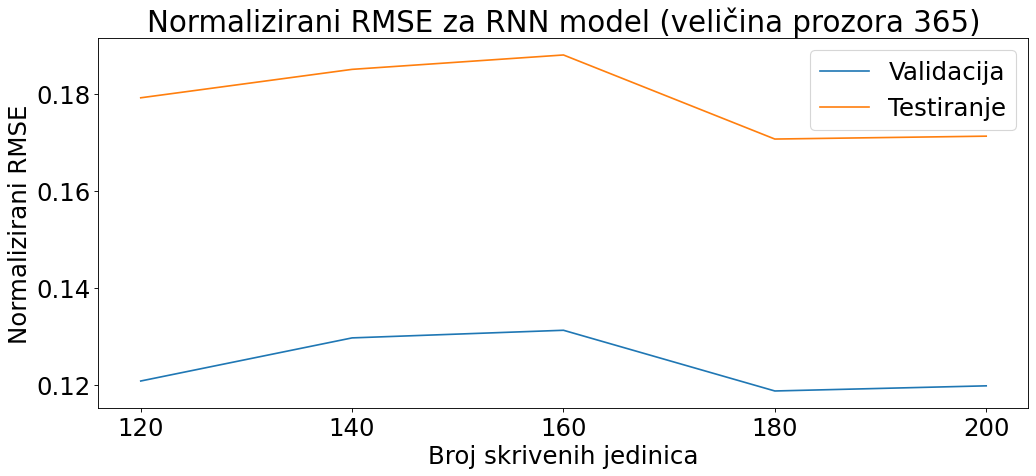 Normalizirani RMSE za RNN model (veličina prozora 365)
Validacija
Testiranje
Normalizirani RMSE
0.18
0.16
0.14
0.12
120 140 160 180 200
Broj skrivenih jedinica